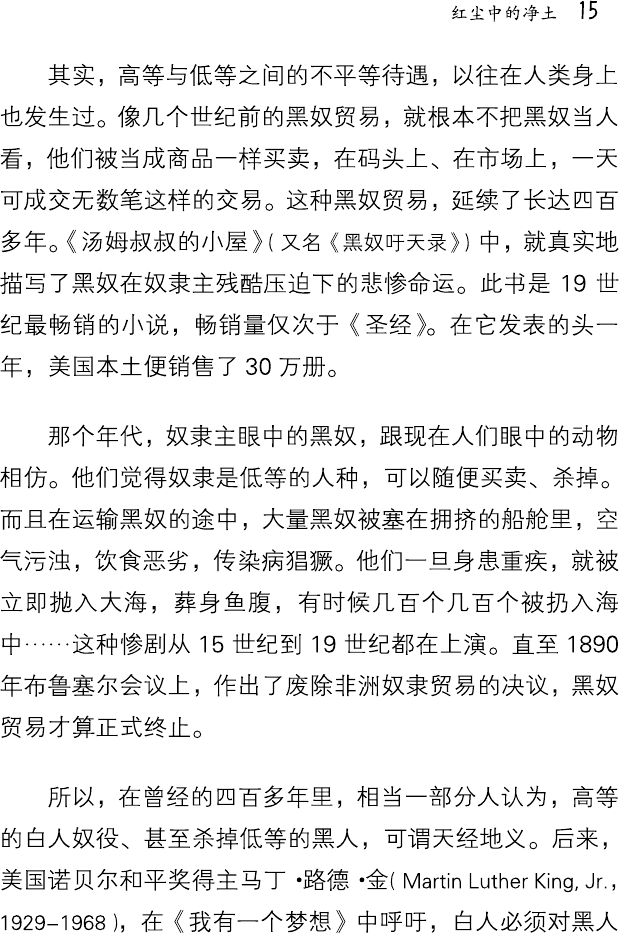 红尘中的净土 15
其实，高等与低等之间的不平等待遇，以往在人类身上
也发生过。像几个世纪前的黑奴贸易，就根本不把黑奴当人
看，他们被当成商品一样买卖，在码头上、在市场上，一天
可成交无数笔这样的交易。这种黑奴贸易，延续了长达四百
多年。《汤姆叔叔的小屋》(又名《黑奴吁天录》)中，就真实地
描写了黑奴在奴隶主残酷压迫下的悲惨命运。此书是 19 世
纪最畅销的小说，畅销量仅次于《圣经》。在它发表的头一
年，美国本土便销售了 30 万册。
那个年代，奴隶主眼中的黑奴，跟现在人们眼中的动物
相仿。他们觉得奴隶是低等的人种，可以随便买卖、杀掉。
而且在运输黑奴的途中，大量黑奴被塞在拥挤的船舱里，空
气污浊，饮食恶劣，传染病猖獗。他们一旦身患重疾，就被
立即抛入大海，葬身鱼腹，有时候几百个几百个被扔入海
中……这种惨剧从 15 世纪到 19 世纪都在上演。直至 1890
年布鲁塞尔会议上，作出了废除非洲奴隶贸易的决议，黑奴
贸易才算正式终止。
所以，在曾经的四百多年里，相当一部分人认为，高等
的白人奴役、甚至杀掉低等的黑人，可谓天经地义。后来，
美国诺贝尔和平奖得主马丁·路德·金( Martin Luther King, Jr.，
1929–1968 )，在《我有一个梦想》中呼吁，白人必须对黑人